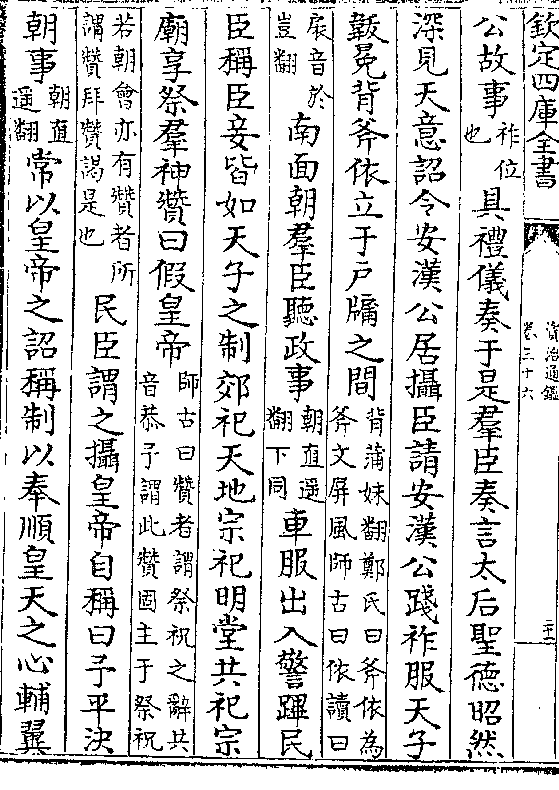 欽定四庫全書
資治通鑑
卷三十六
公故事祚位也具禮儀奏于是羣臣奏言太后聖德昭然
深見天意詔令安漢公居攝臣請安漢公踐祚服天子
韍冕背斧依立于戶牖之間背蒲妹翻鄭氏曰斧依為斧文屏風師古曰依讀曰
扆音於豈翻南面朝羣臣聽政事朝直遥翻下同車服出入警蹕民
臣稱臣妾皆如天子之制郊祀天地宗祀明堂共祀宗
廟享祭羣神贊曰假皇帝師古曰贊者謂祭祝之辭共音恭予謂此贊固主于祭祝
若朝會亦有贊者所謂贊拜贊謁是也民臣謂之攝皇帝自稱曰予平決
朝事朝直遥翻常以皇帝之詔稱制以奉順皇天之心輔翼